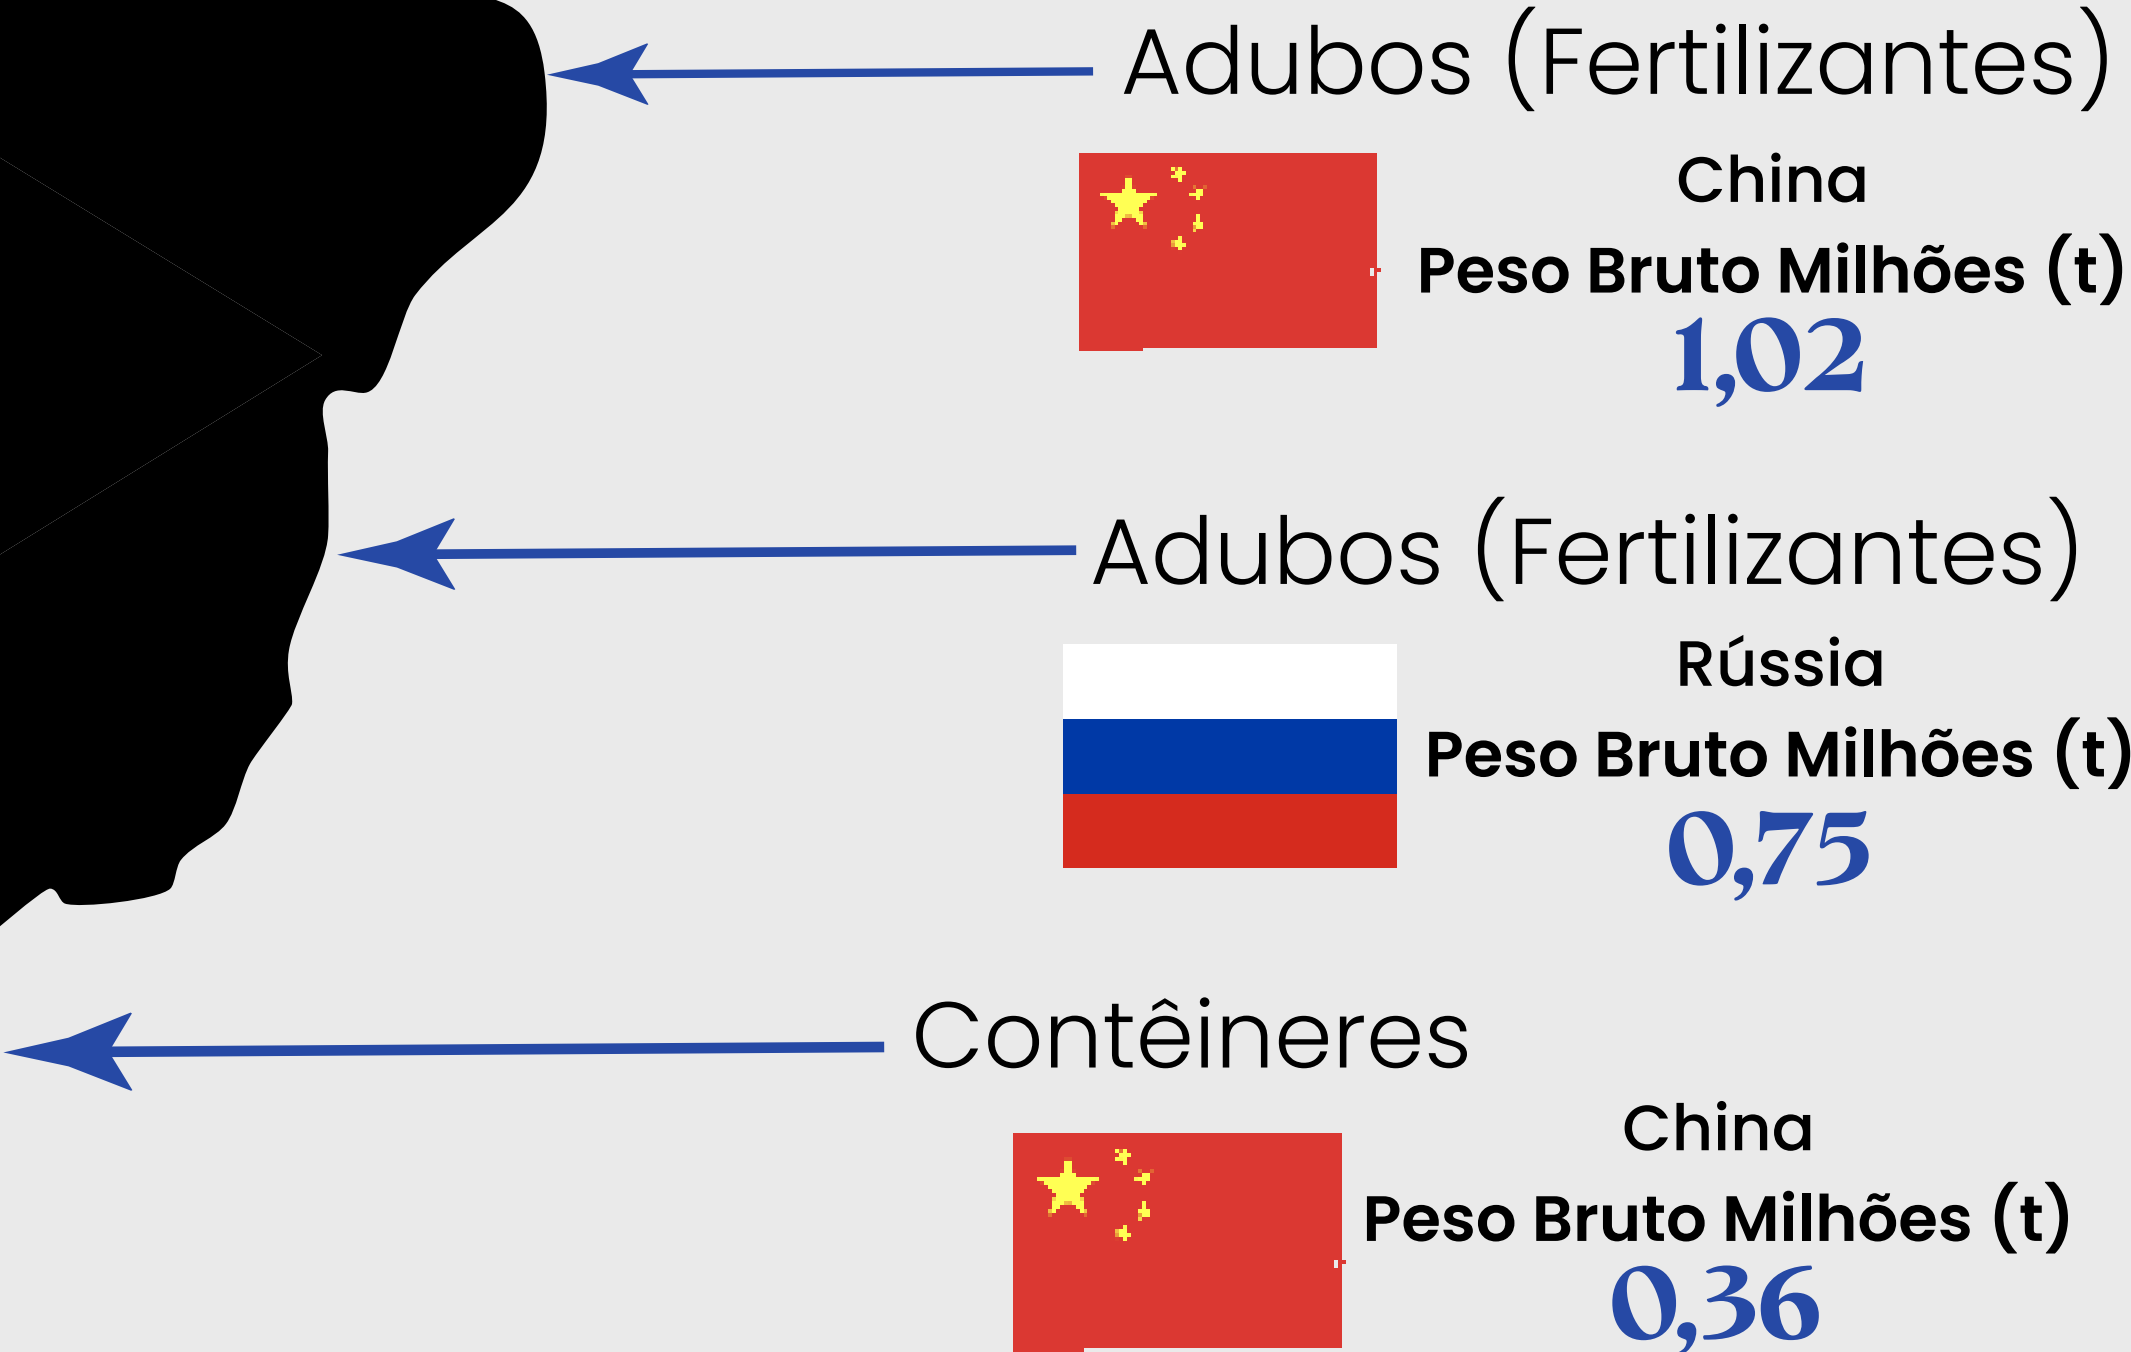 Adubos (Fertilizantes)
China
Peso Bruto Milhões (t)
1,02
Adubos (Fertilizantes)
Rússia
Peso Bruto Milhões (t)
0,75
Contêineres
China
Peso Bruto Milhões (t)
0,36